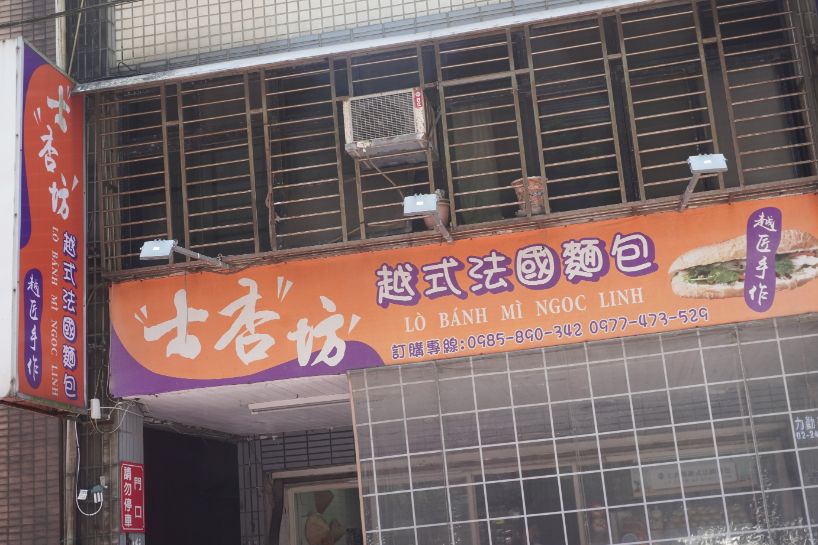 "士杏坊"
越式法國麵包
LÒ BÁNH MÌ NGOC LINH
越匠手作
"士杏坊"
越式法國麵包
LÒ BÁNH MÌ NGOC LINH
訂購專線:0985-890-342 0977-473-529
越匠手作
門口
請勿停車